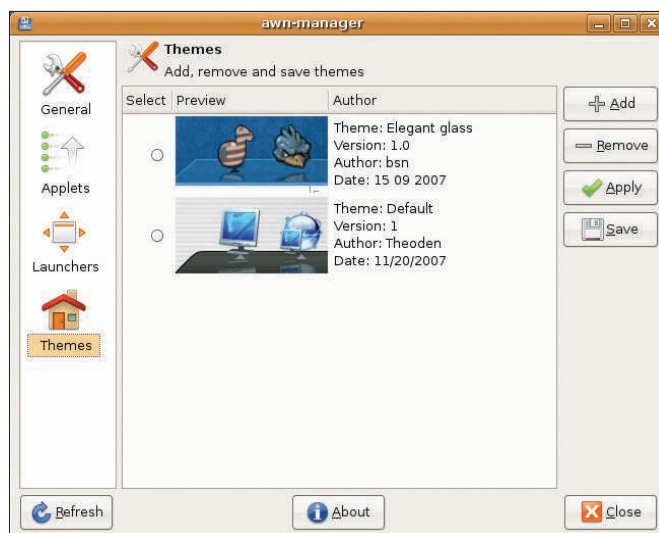 awn-manager
General
Applets
Launchers
Themes
Themes
Add, remove and save themes
Select Preview Author
Theme: Elegant glass
Version: 1.0
Author: bsn
Date: 15 09 2007
Theme: Default
Version: 1
Author: Theoden
Date: 11/20/2007
Add
Remove
Apply
Save
Refresh
About
Close